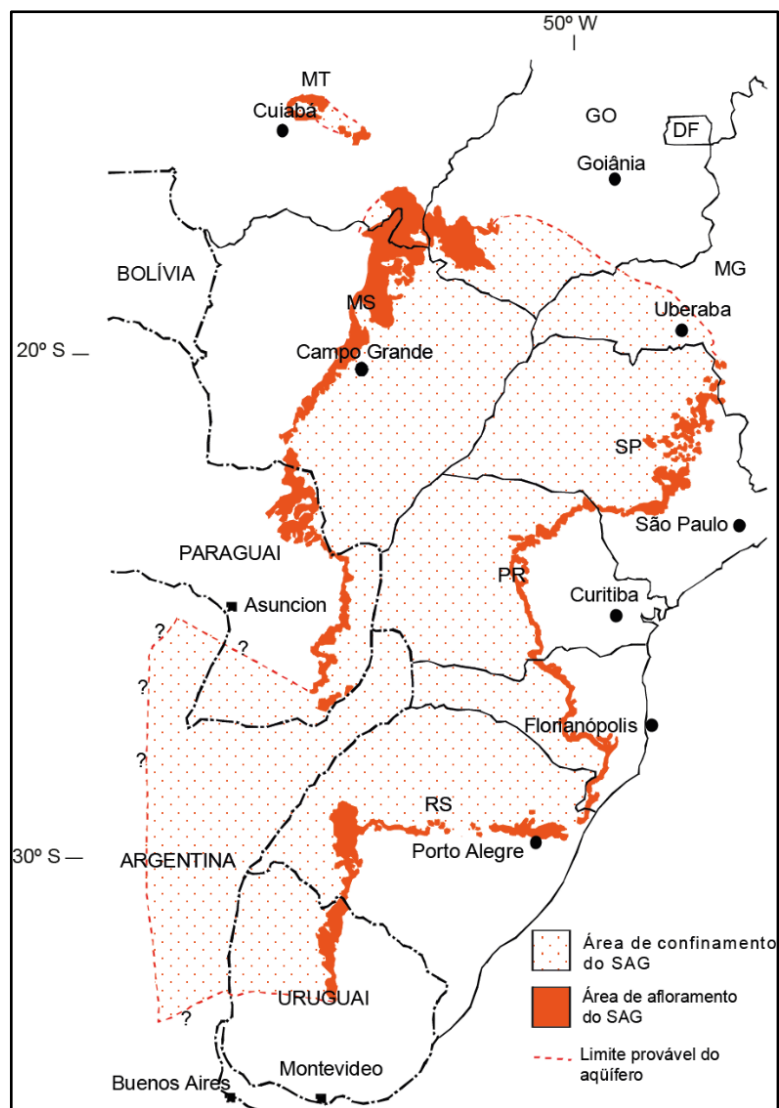 50º W
MT
Cuiabá
GO
DF
Goiânia
BOLÍVIA
MG
MS
Uberaba
20º S
Campo Grande
SP
São Paulo
PARAGUAI
PR
Asuncion
Curitiba
?
?
?
Florianópolis
?
RS
Porto Alegre
30º S
ARGENTINA
Área de confinamento
do SAG
Área de afloramento
do SAG
URUGUAI
?
Limite provável do
aqüífero
Montevideo
Buenos Aires